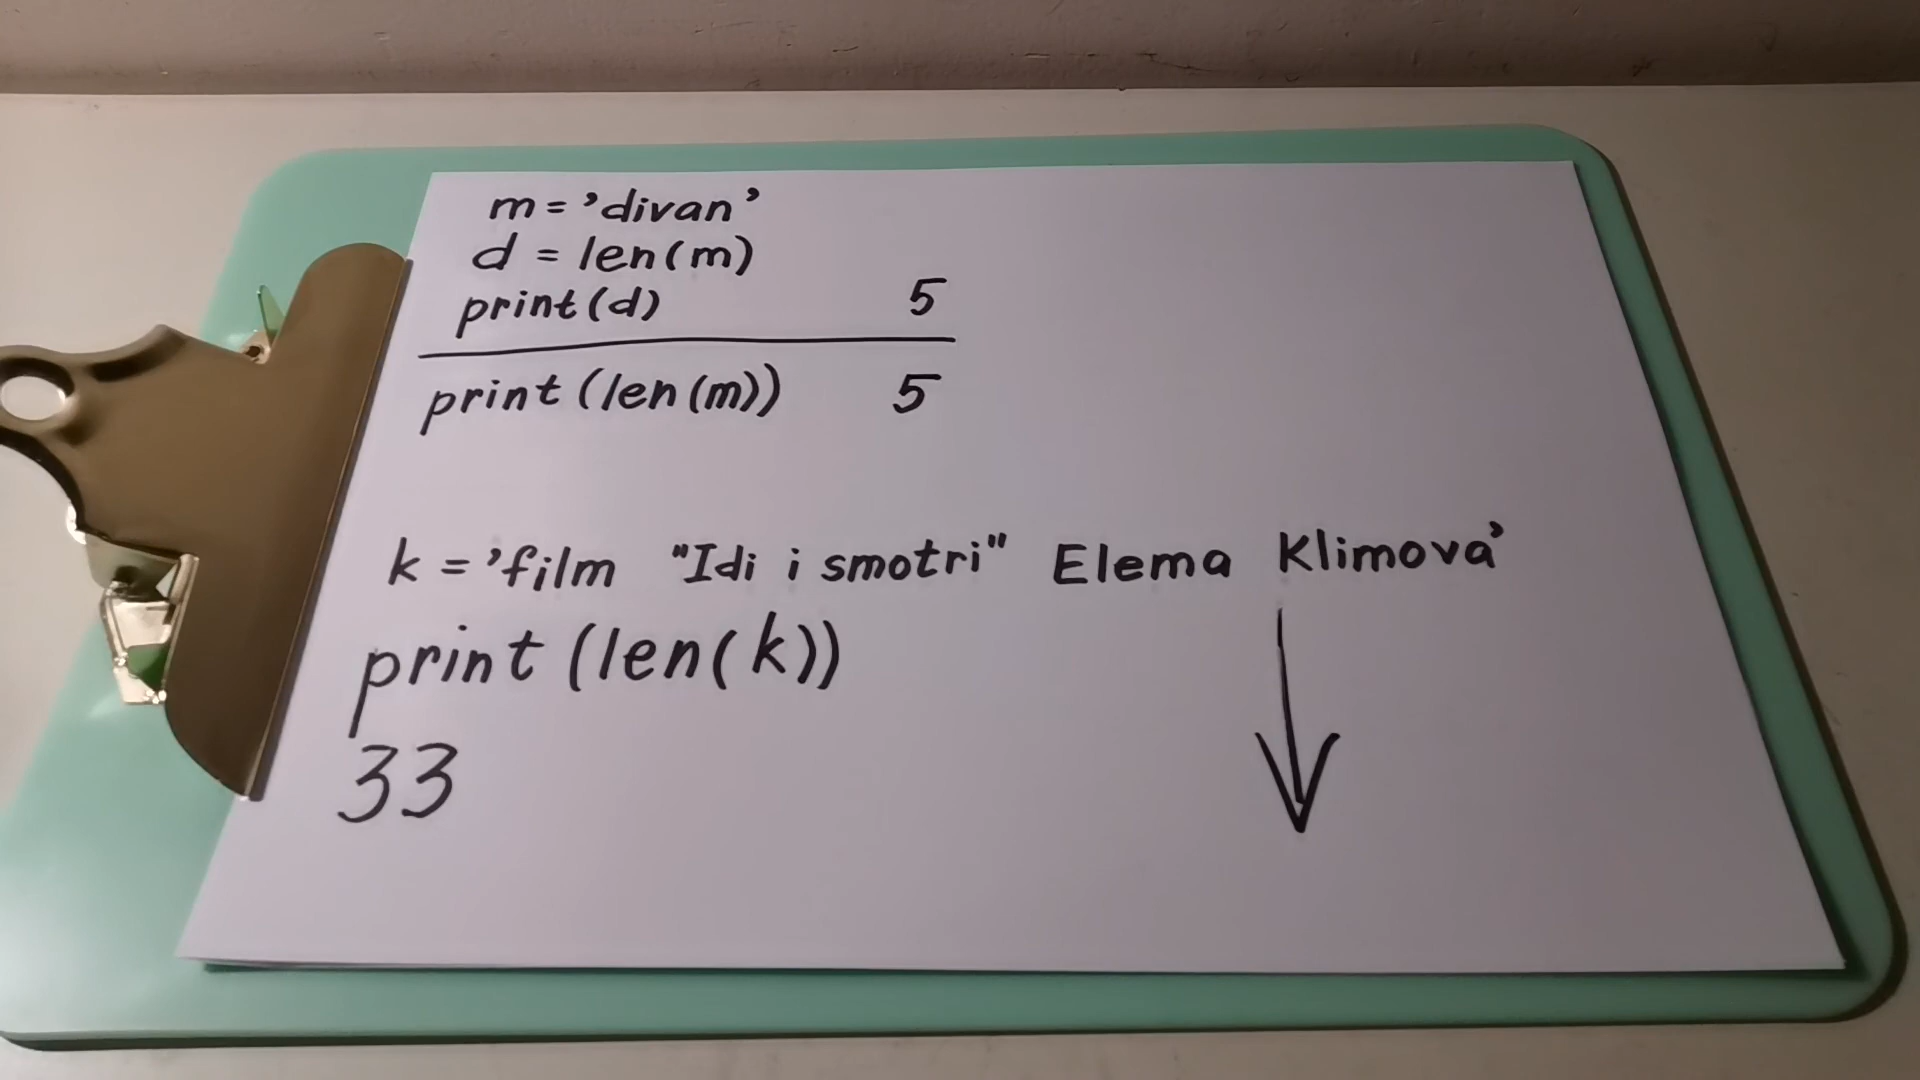 m = 'divan'
d = len(m)
print(d) 5
print(len(m)) 5
k = 'film "Idi i smotri" Elema Klimova'
print(len(k))
33